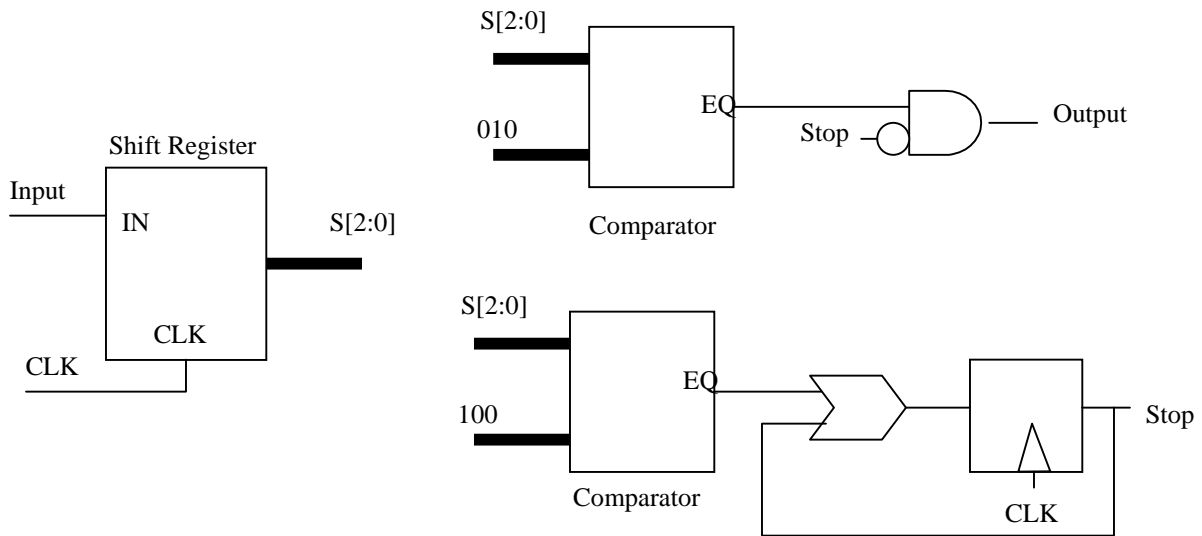 Shift Register
Input
IN
S[2:0]
CLK
CLK
S[2:0]
010
EQ
Stop
Output
Comparator
S[2:0]
100
EQ
Comparator
CLK
Stop